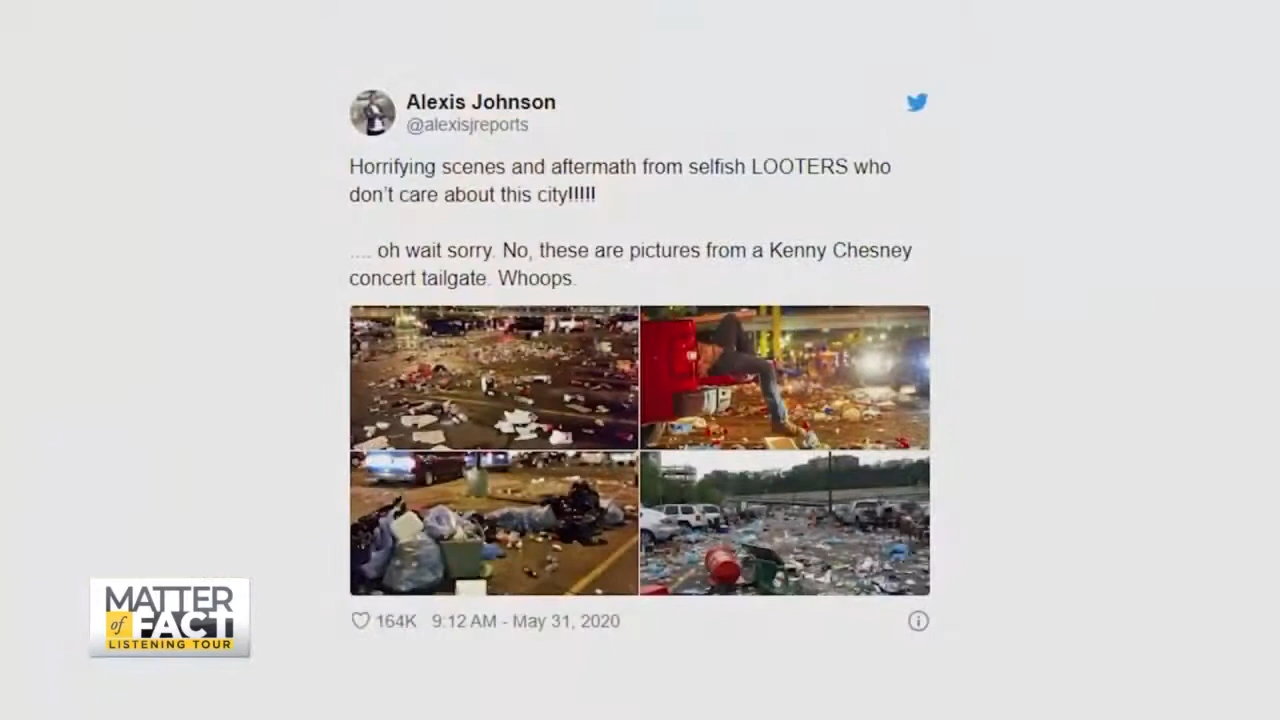 Alexis Johnson
@alexisjreports
Horrifying scenes and aftermath from selfish LOOTERS who
don't care about this city!!!!!
.... oh wait sorry. No, these are pictures from a Kenny Chesney
concert tailgate. Whoops.
164K 9:12 AM - May 31, 2020
MATTER
of FACT
LISTENING TOUR